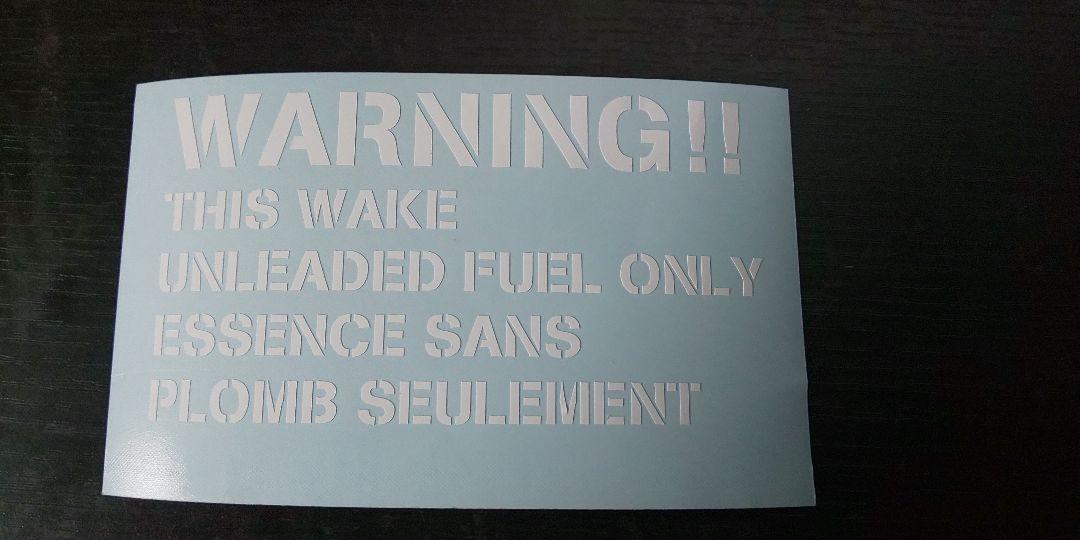 WARNING!!
THIS WAKE
UNLEADED FUEL ONLY
ESSENCE SANS
PLOMB SEULEMENT